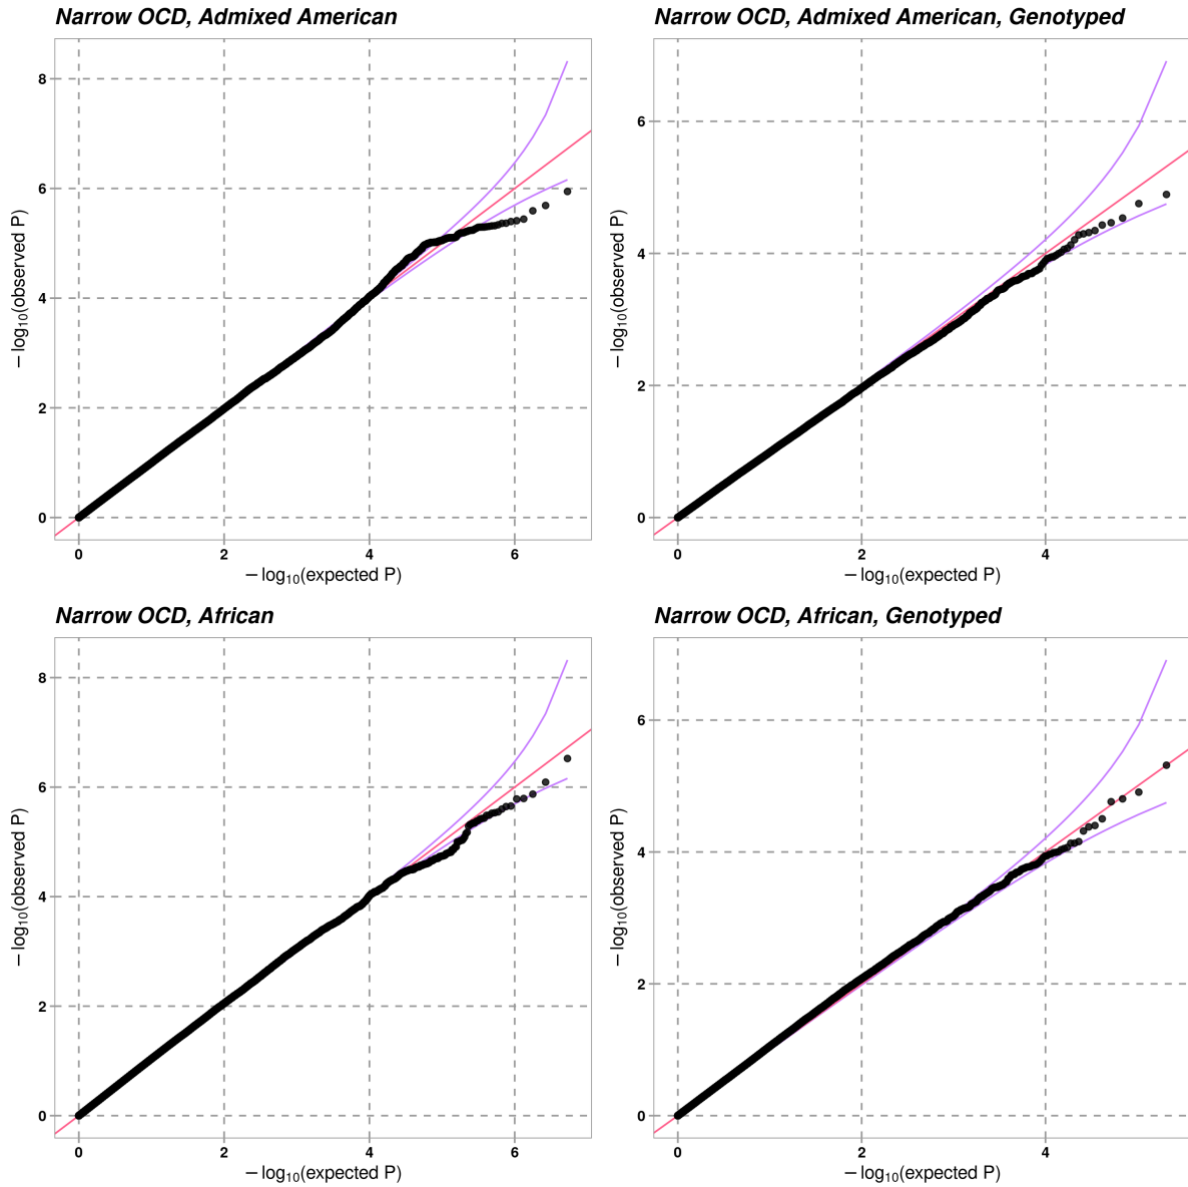 Narrow OCD, Admixed American
8
6
4
2
0
−log10(observed P)
0 2 4 6
−log10(expected P)
Narrow OCD, Admixed American, Genotyped
6
4
2
0
−log10(observed P)
0 2 4
−log10(expected P)
Narrow OCD, African
8
6
4
2
0
−log10(observed P)
0 2 4 6
−log10(expected P)
Narrow OCD, African, Genotyped
6
4
2
0
−log10(observed P)
0 2 4
−log10(expected P)